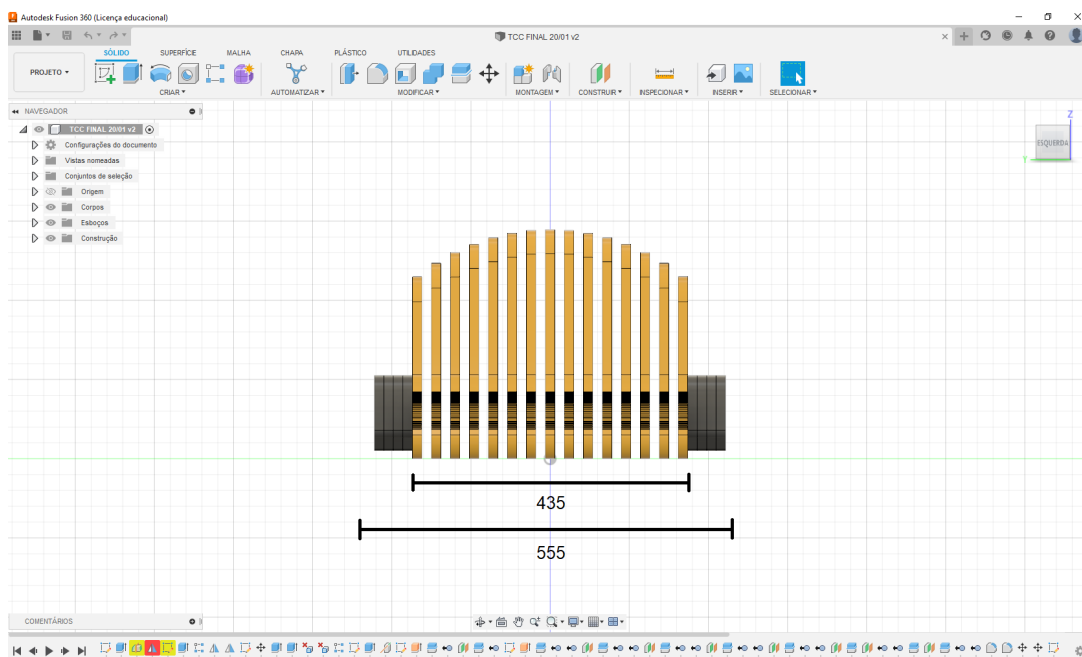 Autodesk Fusion 360 (Licença educacional)
TCC FINAL 20/01 v2
SÓLIDO SUPERFÍCIE MALHA CHAPA PLÁSTICO UTILIDADES
PROJETO
CRIAR AUTOMATIZAR MODIFICAR MONTAGEM CONSTRUIR INSPECIONAR INSERIR SELECIONAR
NAVEGADOR
TCC FINAL 20/01 v2
Configurações do documento
Vistas nomeadas
Conjuntos de seleção
Origem
Corpos
Esboços
Construção
Z
ESQUERDA
Y
435
555
COMENTÁRIOS